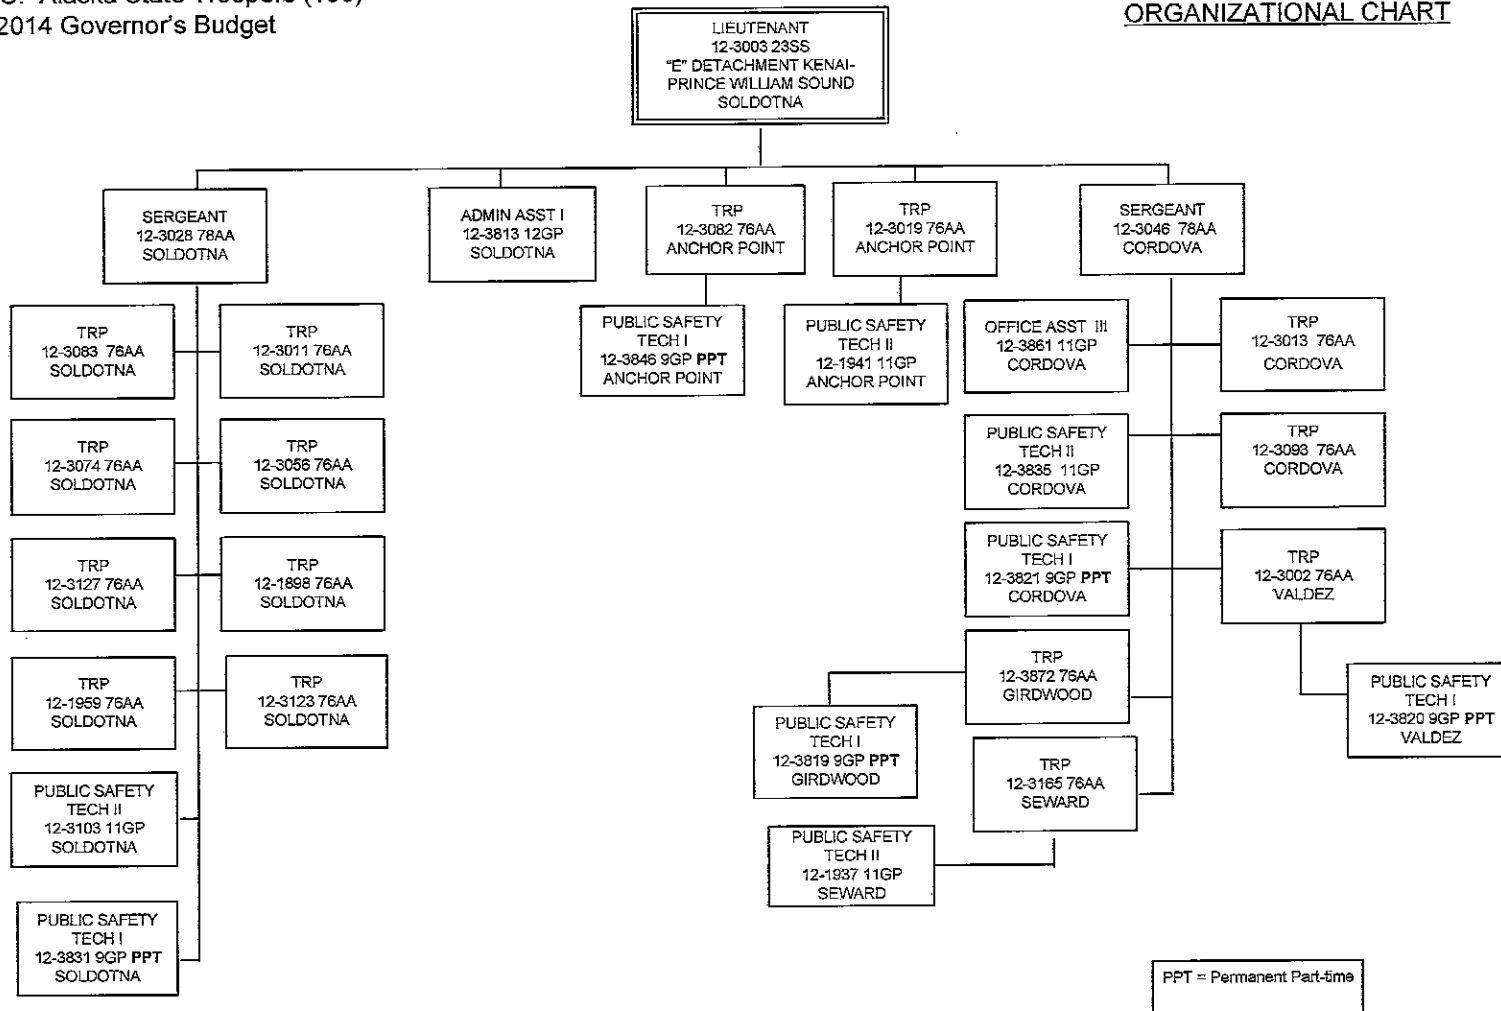 2014 Governor's Budget
ORGANIZATIONAL CHART
LIEUTENANT
12-3003 23SS
"E" DETACHMENT KENAI-
PRINCE WILLIAM SOUND
SOLDOTNA
SERGEANT
12-3028 78AA
SOLDOTNA
ADMIN ASST I
12-3813 12GP
SOLDOTNA
TRP
12-3082 76AA
ANCHOR POINT
TRP
12-3019 76AA
ANCHOR POINT
SERGEANT
12-3046 78AA
CORDOVA
TRP
12-3083 76AA
SOLDOTNA
TRP
12-3011 76AA
SOLDOTNA
PUBLIC SAFETY
TECH I
12-3846 9GP PPT
ANCHOR POINT
PUBLIC SAFETY
TECH II
12-1941 11GP
ANCHOR POINT
OFFICE ASST III
12-3861 11GP
CORDOVA
TRP
12-3013 76AA
CORDOVA
TRP
12-3074 76AA
SOLDOTNA
TRP
12-3056 76AA
SOLDOTNA
PUBLIC SAFETY
TECH II
12-3835 11GP
CORDOVA
TRP
12-3093 76AA
CORDOVA
TRP
12-3127 76AA
SOLDOTNA
TRP
12-1898 76AA
SOLDOTNA
PUBLIC SAFETY
TECH I
12-3821 9GP PPT
CORDOVA
TRP
12-3002 76AA
VALDEZ
TRP
12-1959 76AA
SOLDOTNA
TRP
12-3123 76AA
SOLDOTNA
TRP
12-3872 76AA
GIRDWOOD
PUBLIC SAFETY
TECH I
12-3820 9GP PPT
VALDEZ
PUBLIC SAFETY
TECH I
12-3819 9GP PPT
GIRDWOOD
TRP
12-3165 76AA
SEWARD
PUBLIC SAFETY
TECH II
12-3103 11GP
SOLDOTNA
PUBLIC SAFETY
TECH II
12-1937 11GP
SEWARD
PUBLIC SAFETY
TECH I
12-3831 9GP PPT
SOLDOTNA
PPT = Permanent Part-time